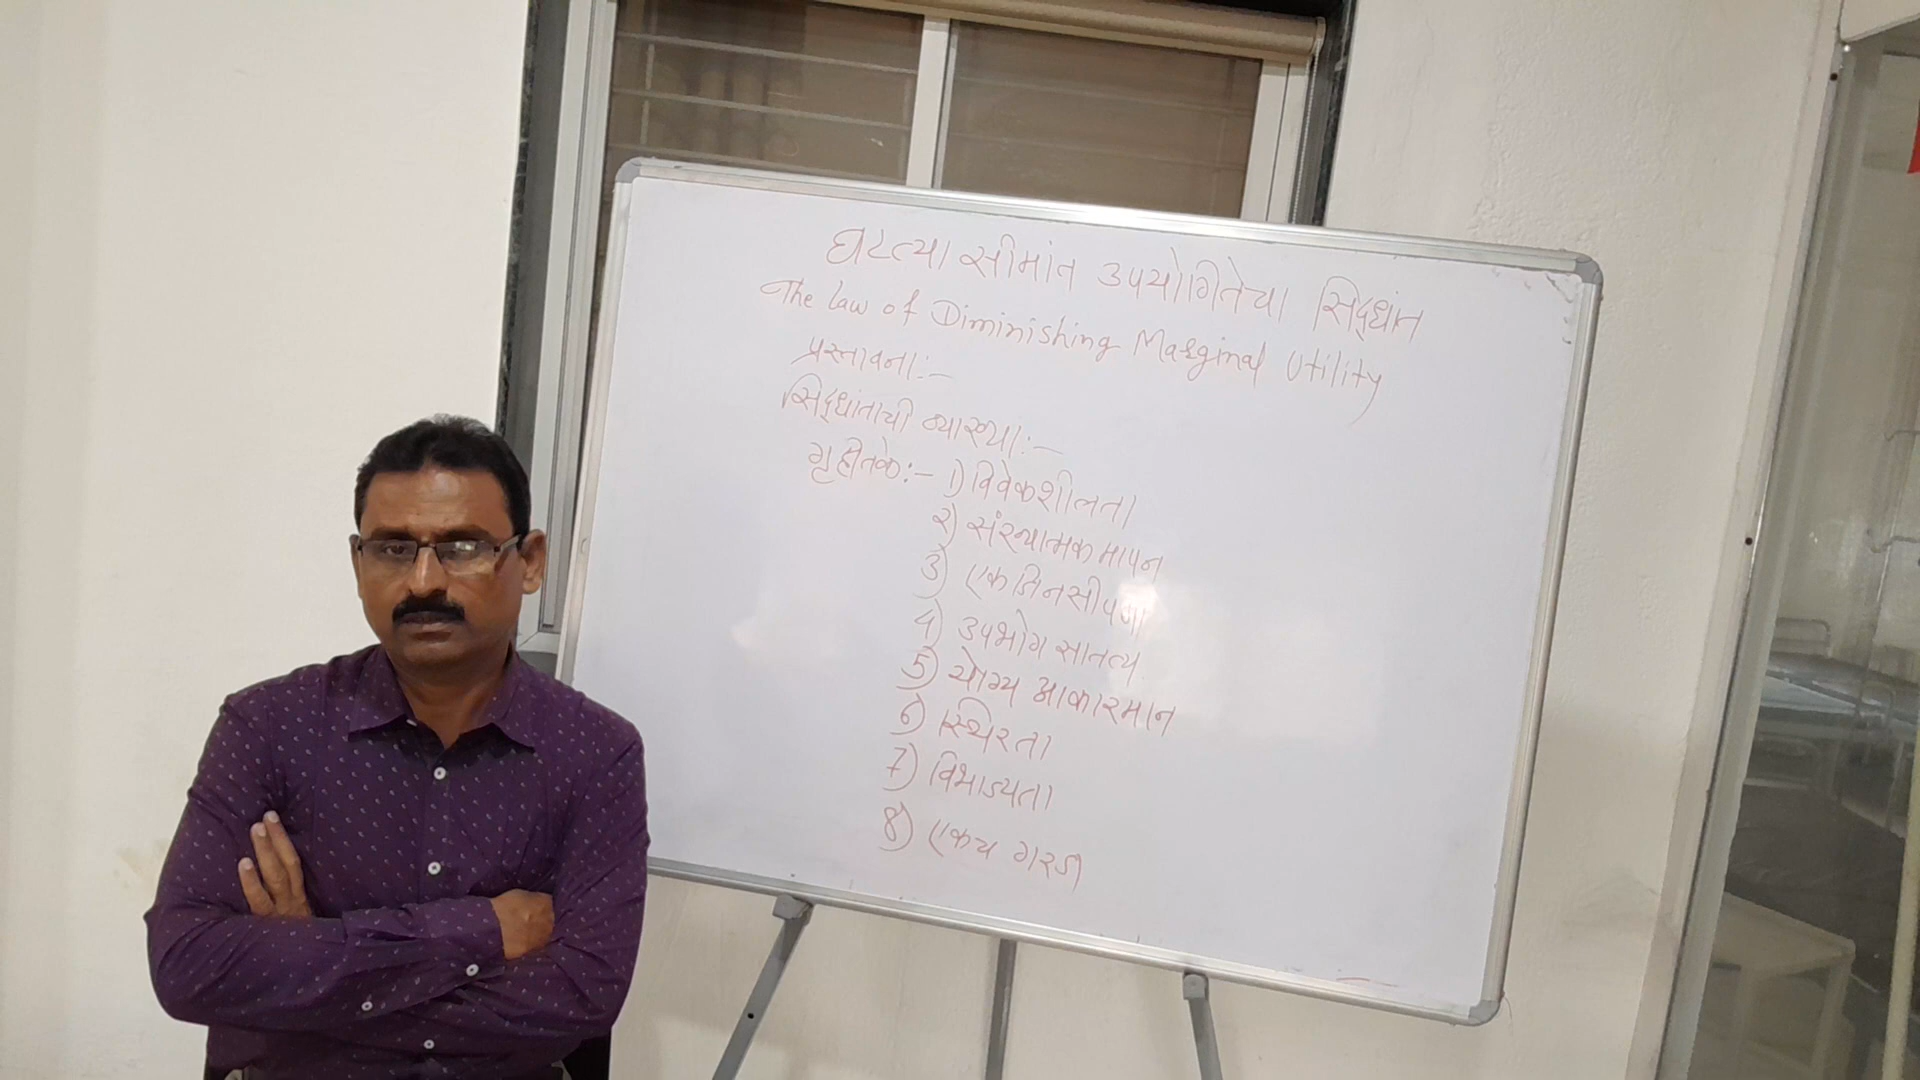 घटत्या सीमांत उपयोगितेचा सिद्धांत
The Law of Diminishing Marginal Utility
प्रस्तावना:-
सिद्धांताची व्याख्या:-
गृहीतके:- 1) विवेकशीलता
२) संख्यात्मक मापन
3) एकजिनसीपणा
4) उपभोग सातत्य
5) योग्य आकारमान
6) स्थिरता
7) विभाज्यता
8) एकच गरज